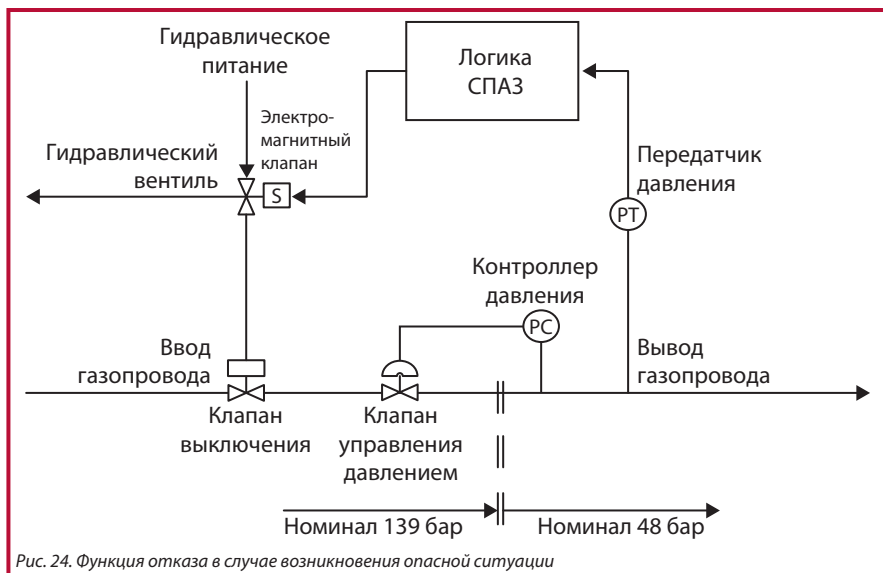 Гидравлическое
питание
Логика
СПАЗ
Электро-
магнитный
клапан
Гидравлический
вентиль
S
Передатчик
давления
PT
Контроллер
давления
PC
Ввод
газопровода
Вывод
газопровода
Клапан
выключения
Клапан
управления
давлением
Номинал 139 бар
Номинал 48 бар
Рис. 24. Функция отказа в случае возникновения опасной ситуации